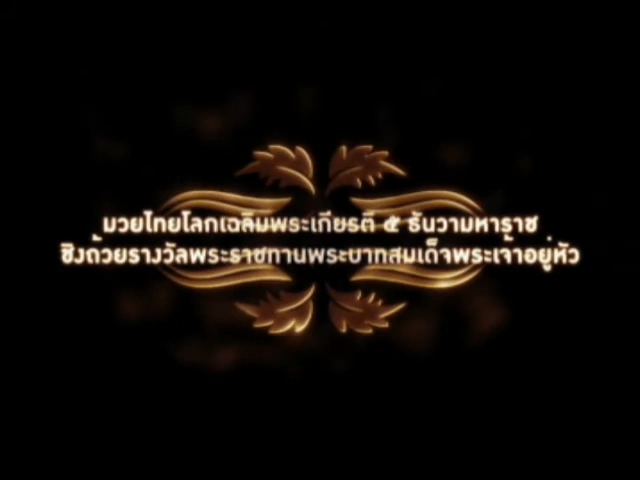 มวยไทยโลกเฉลิมพระเกียรติ ๕ ธันวามหาราช
ชิงถ้วยรางวัลพระราชทานพระบาทสมเด็จพระเจ้าอยู่หัว